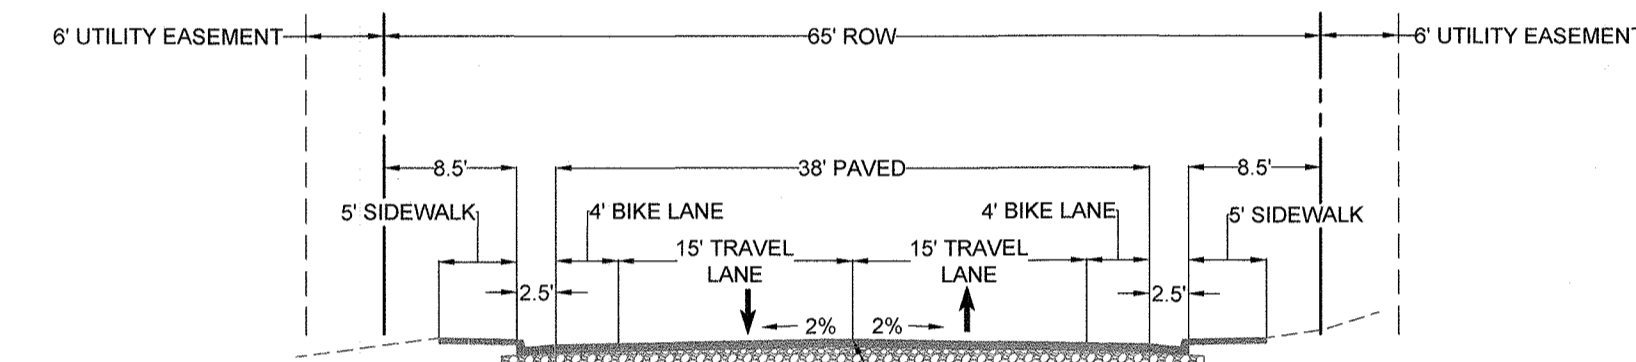 6' UTILITY EASEMENT
65' ROW
6' UTILITY EASEMENT
8.5'
38' PAVED
8.5'
5' SIDEWALK
4' BIKE LANE
4' BIKE LANE
5' SIDEWALK
15' TRAVEL
LANE
15' TRAVEL
LANE
2.5'
2.5'
2%
2%